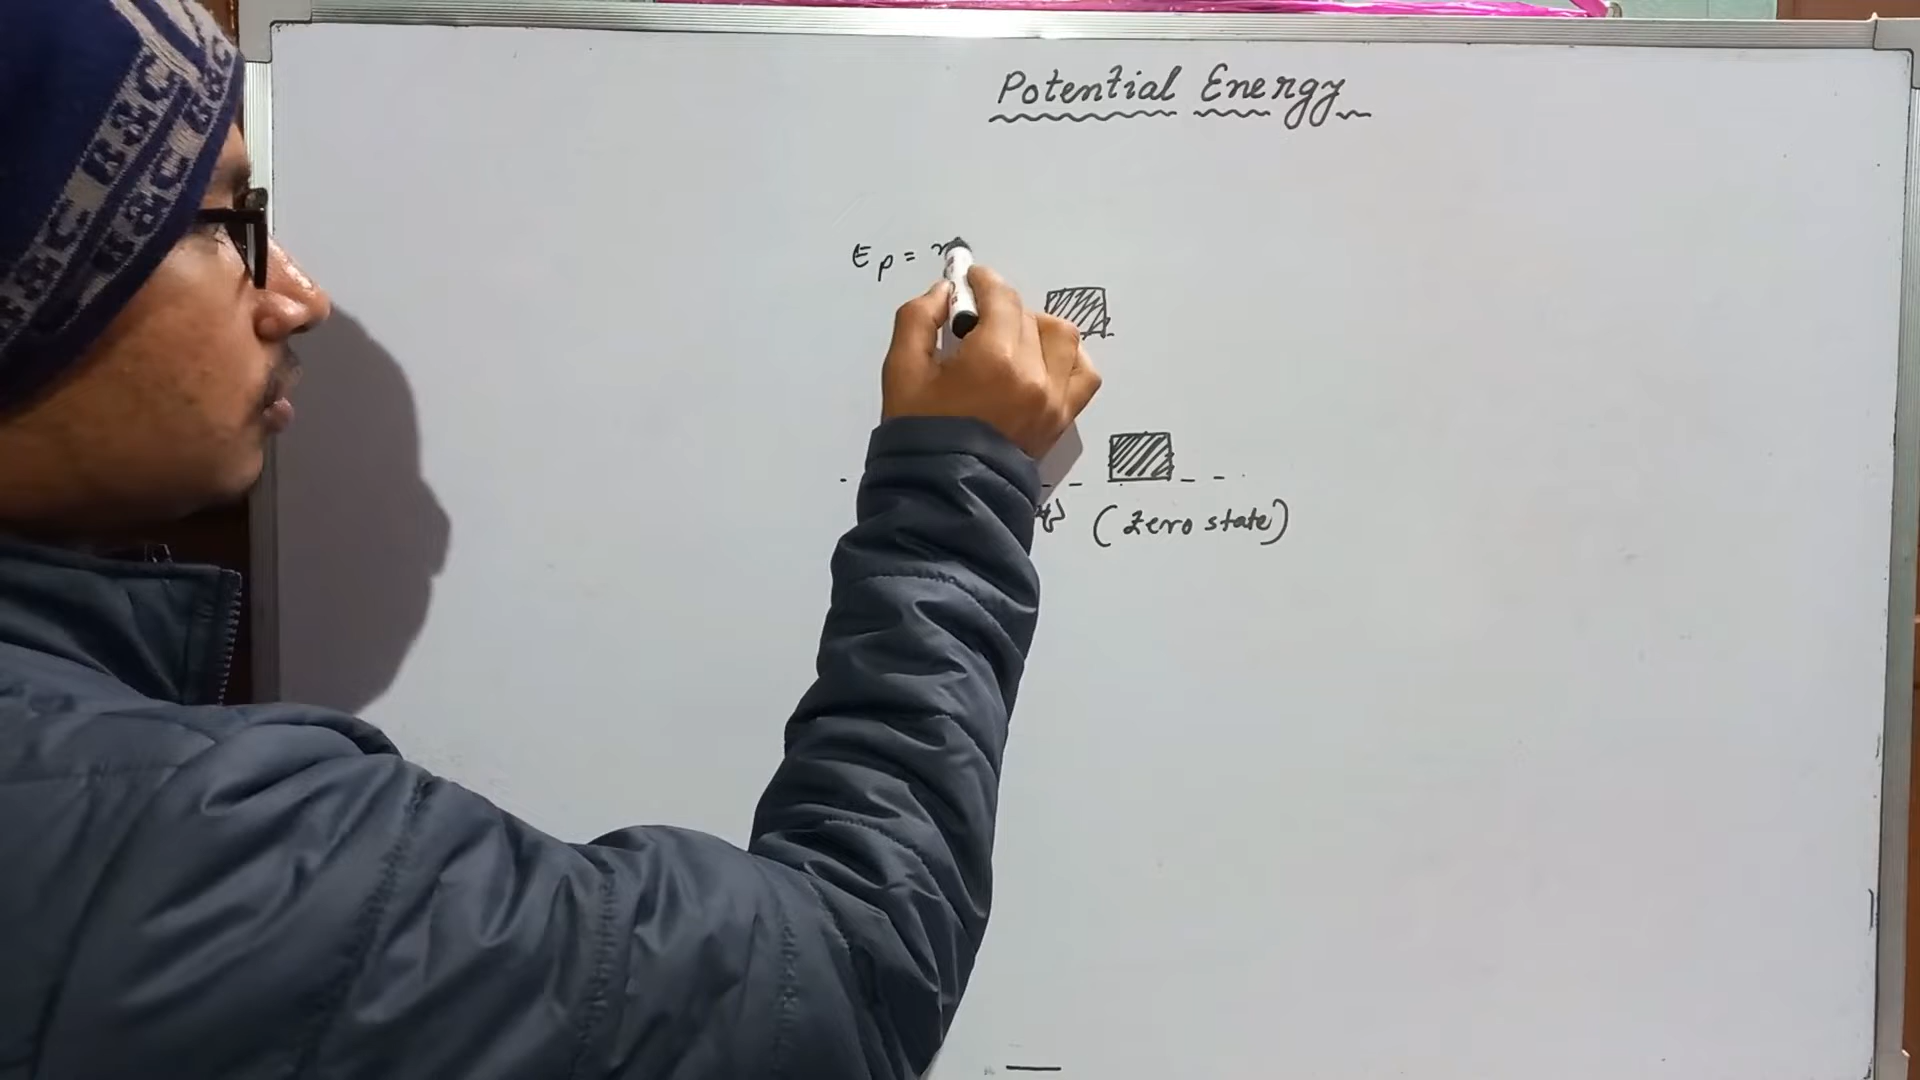 Potential Energy
Ep = m
(Zero state)